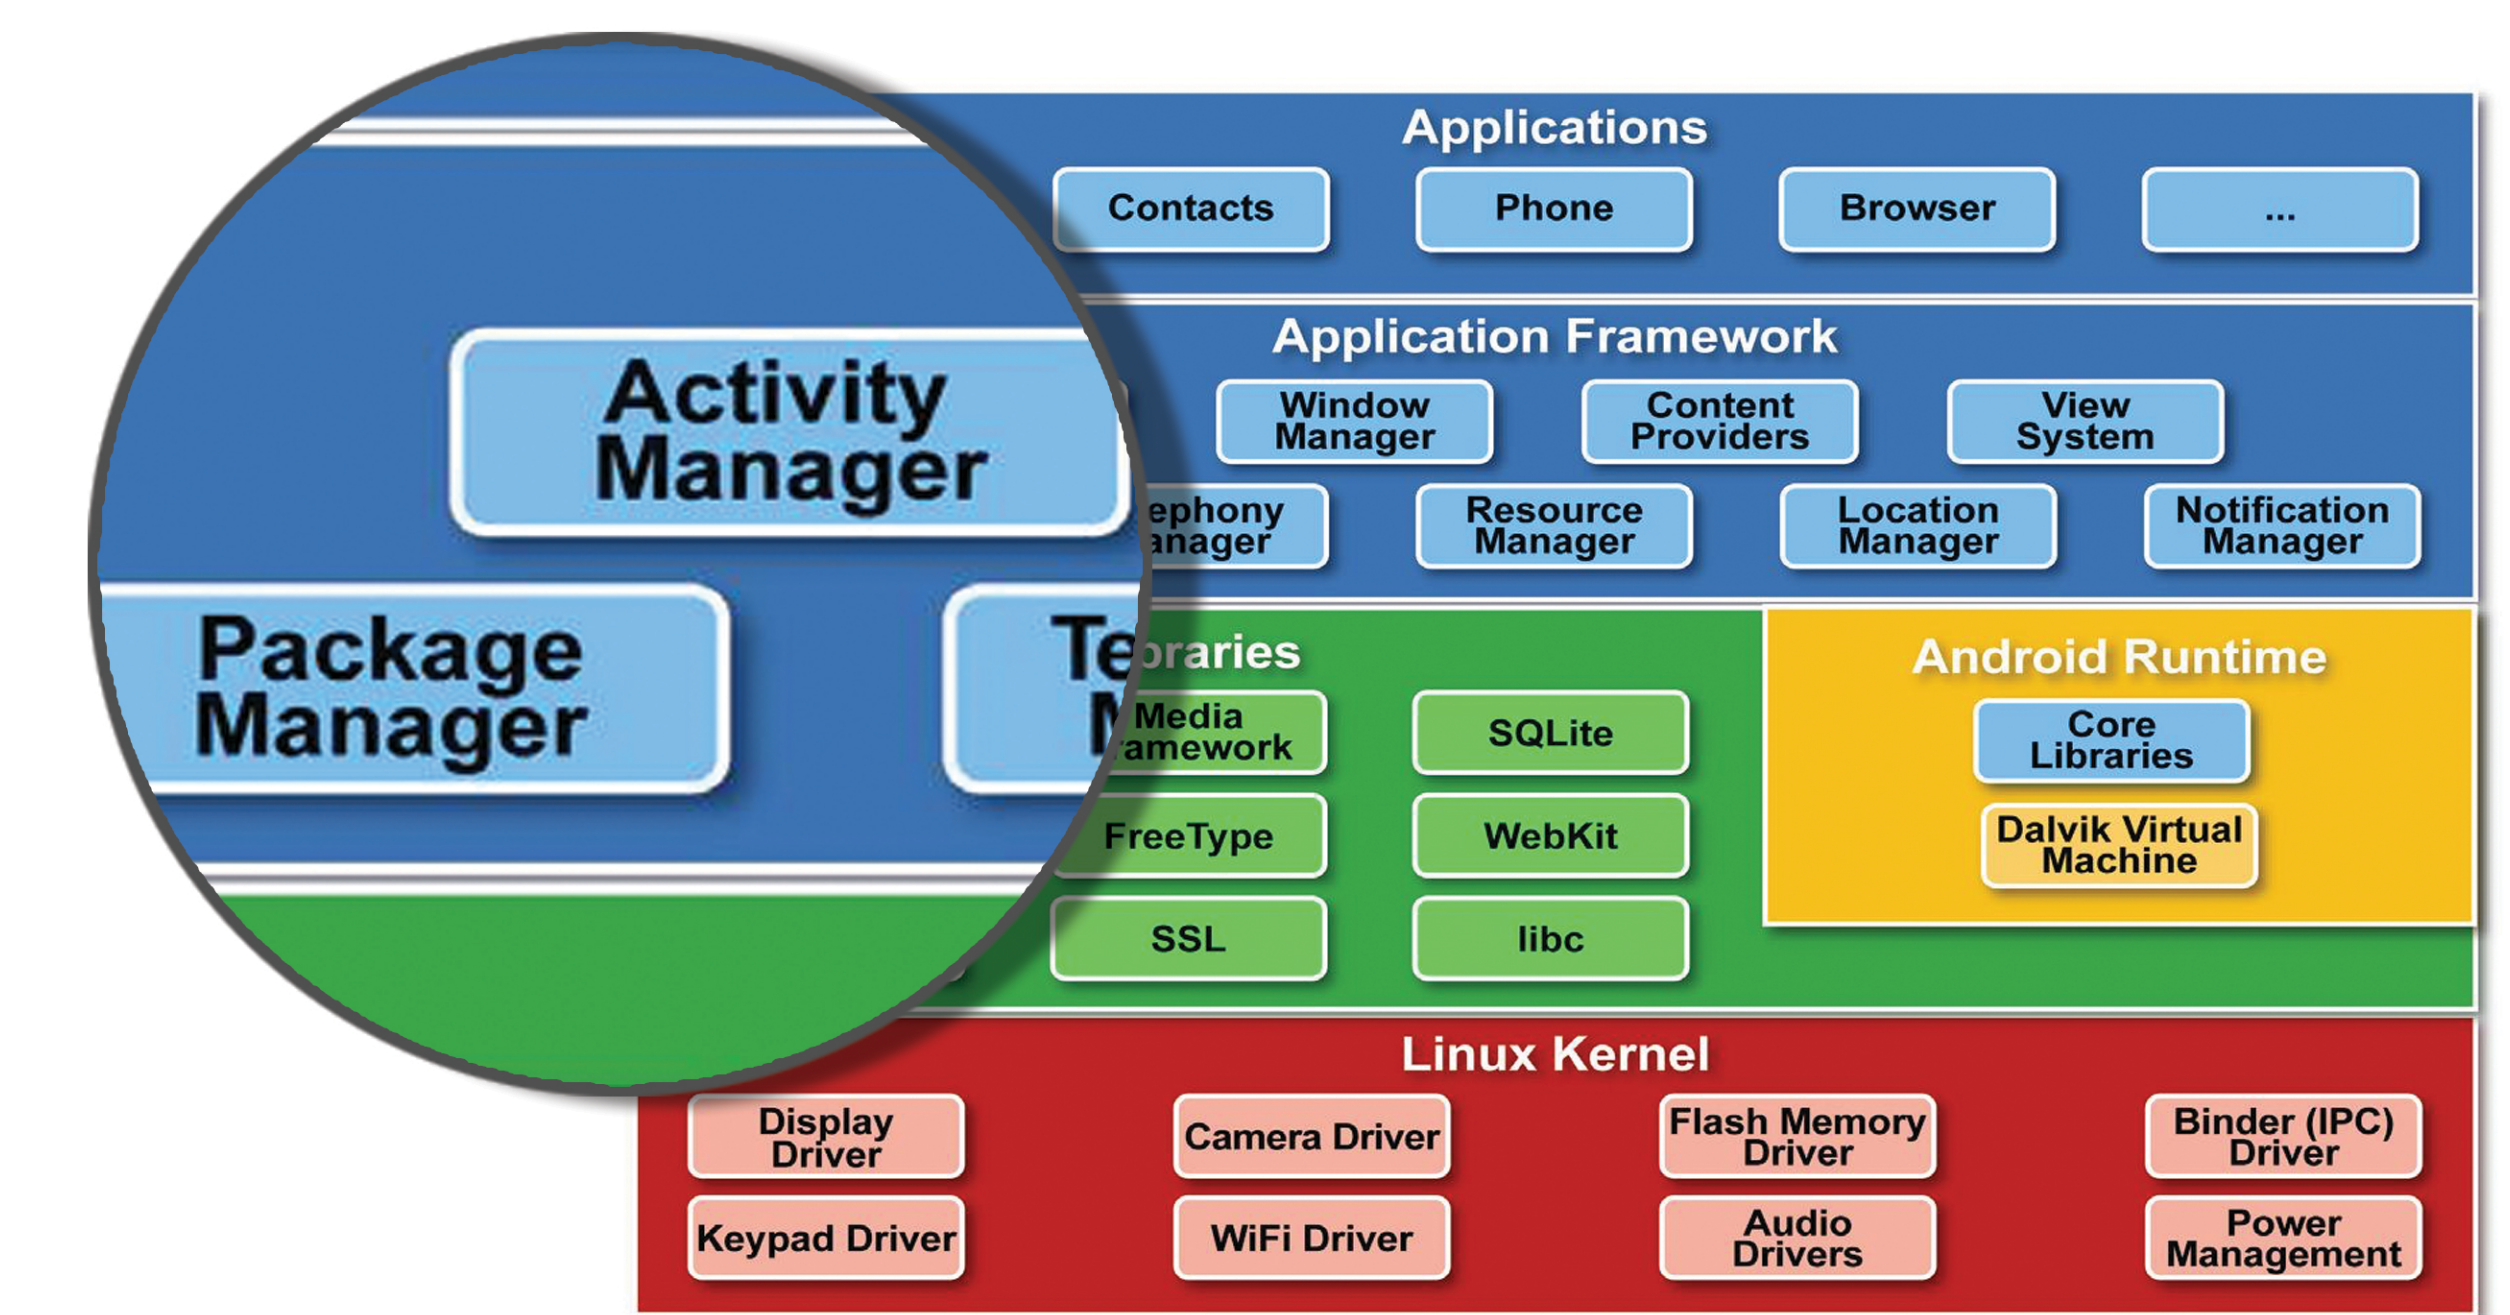 Applications
Contacts
Phone
Browser
...
Application Framework
Activity
Manager
Window
Manager
Content
Providers
View
System
Package
Manager
ephony
anager
Resource
Manager
Location
Manager
Notification
Manager
Te
braries
Android Runtime
Media
ramework
SQLite
Core
Libraries
FreeType
WebKit
Dalvik Virtual
Machine
SSL
libc
Linux Kernel
Display
Driver
Camera Driver
Flash Memory
Driver
Binder (IPC)
Driver
Keypad Driver
WiFi Driver
Audio
Drivers
Power
Management